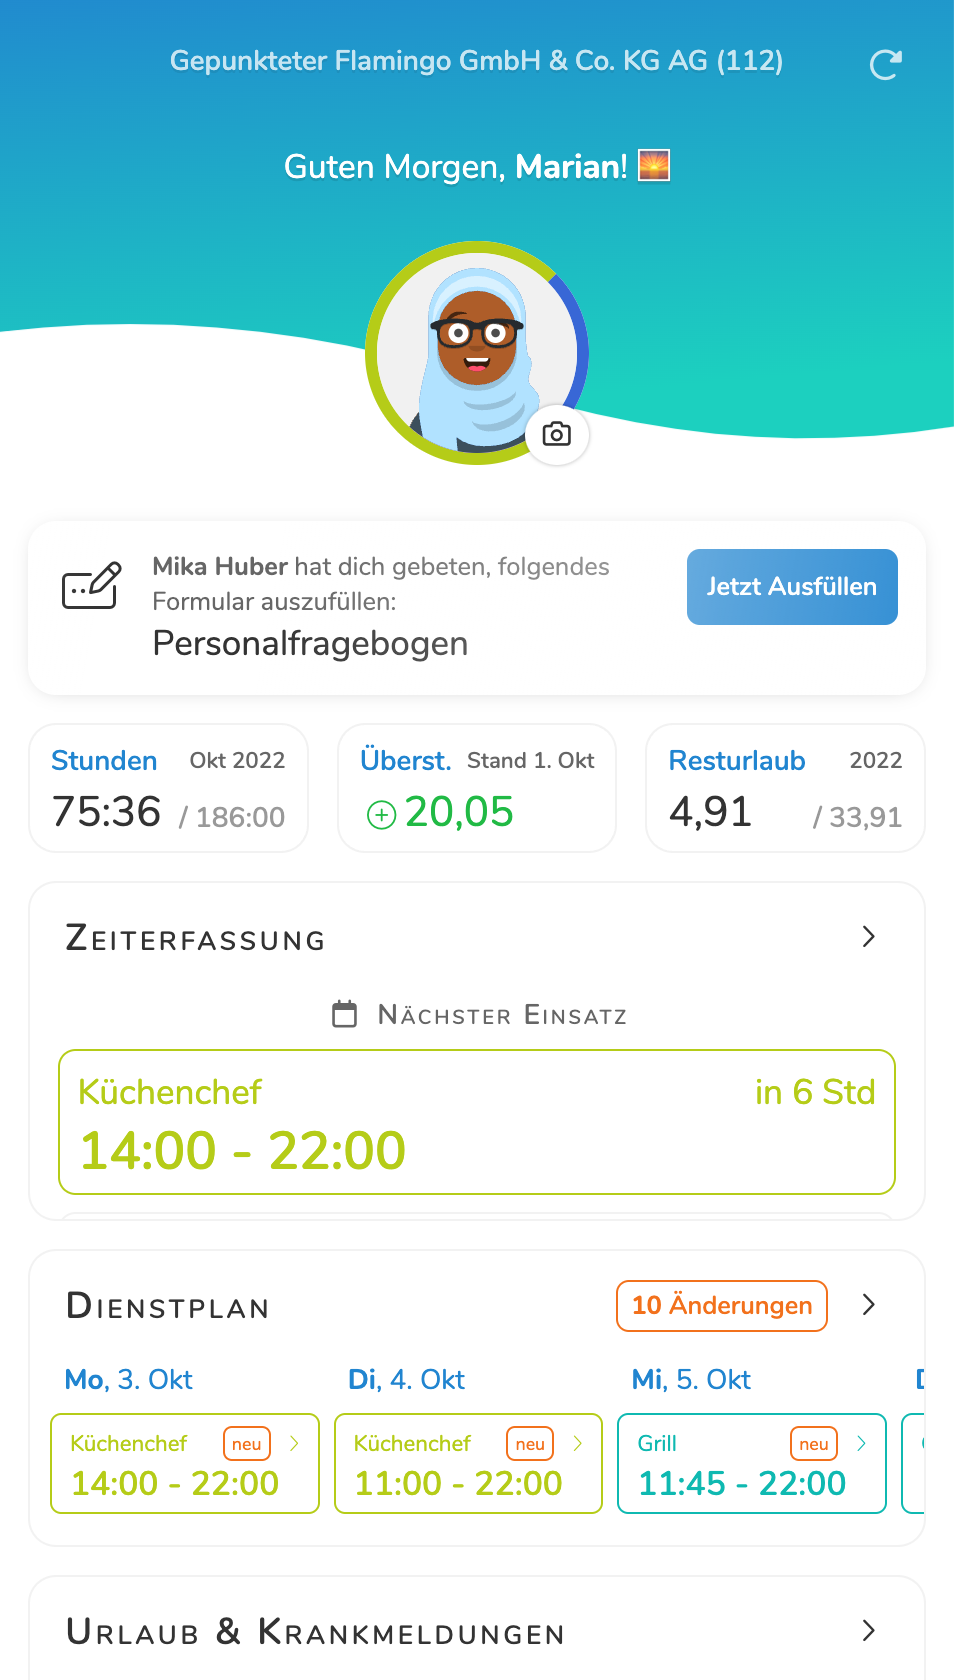 Gepunkteter Flamingo GmbH & Co. KG AG (112)
Guten Morgen, Marian! 🌅
Mika Huber hat dich gebeten, folgendes
Formular auszufüllen:
Personalfragebogen
Jetzt Ausfüllen
Stunden Okt 2022
75:36 / 186:00
Überst. Stand 1. Okt
20,05
Resturlaub 2022
4,91 / 33,91
Zeiterfassung
Nächster Einsatz
Küchenchef in 6 Std
14:00 - 22:00
Dienstplan 10 Änderungen
Mo, 3. Okt
Küchenchef neu
14:00 - 22:00
Di, 4. Okt
Küchenchef neu
11:00 - 22:00
Mi, 5. Okt
Grill neu
11:45 - 22:00
Urlaub & Krankmeldungen